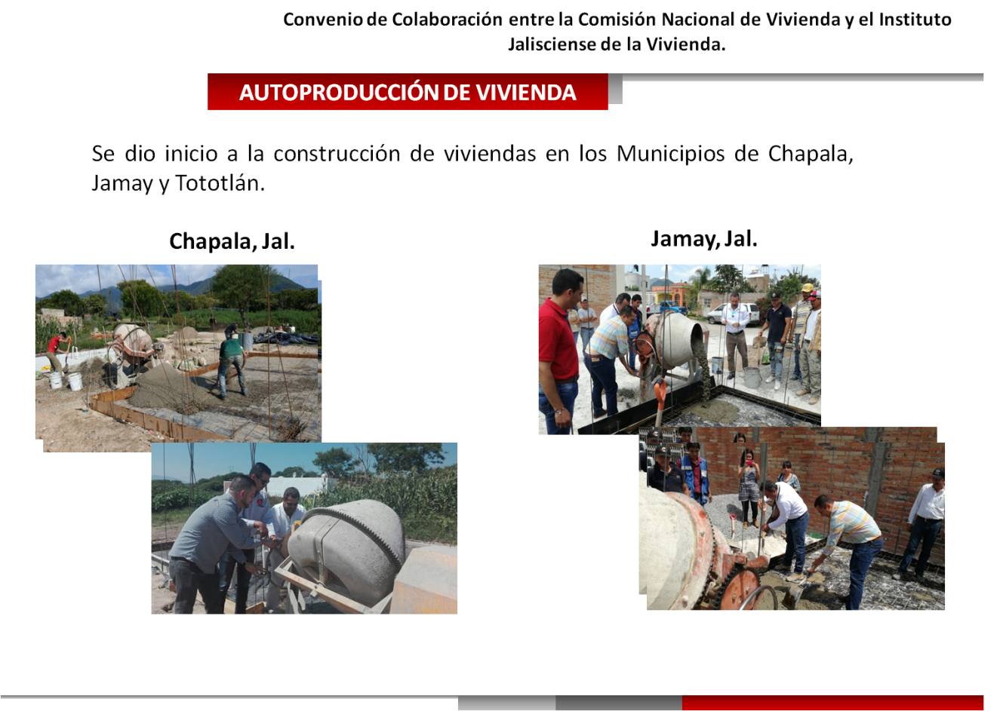 Convenio de Colaboración entre la Comisión Nacional de Vivienda y el Instituto
Jalisciense de la Vivienda.
AUTOPRODUCCIÓN DE VIVIENDA
Se dio inicio a la construcción de viviendas en los Municipios de Chapala,
Jamay y Tototlán.
Chapala, Jal.
Jamay, Jal.